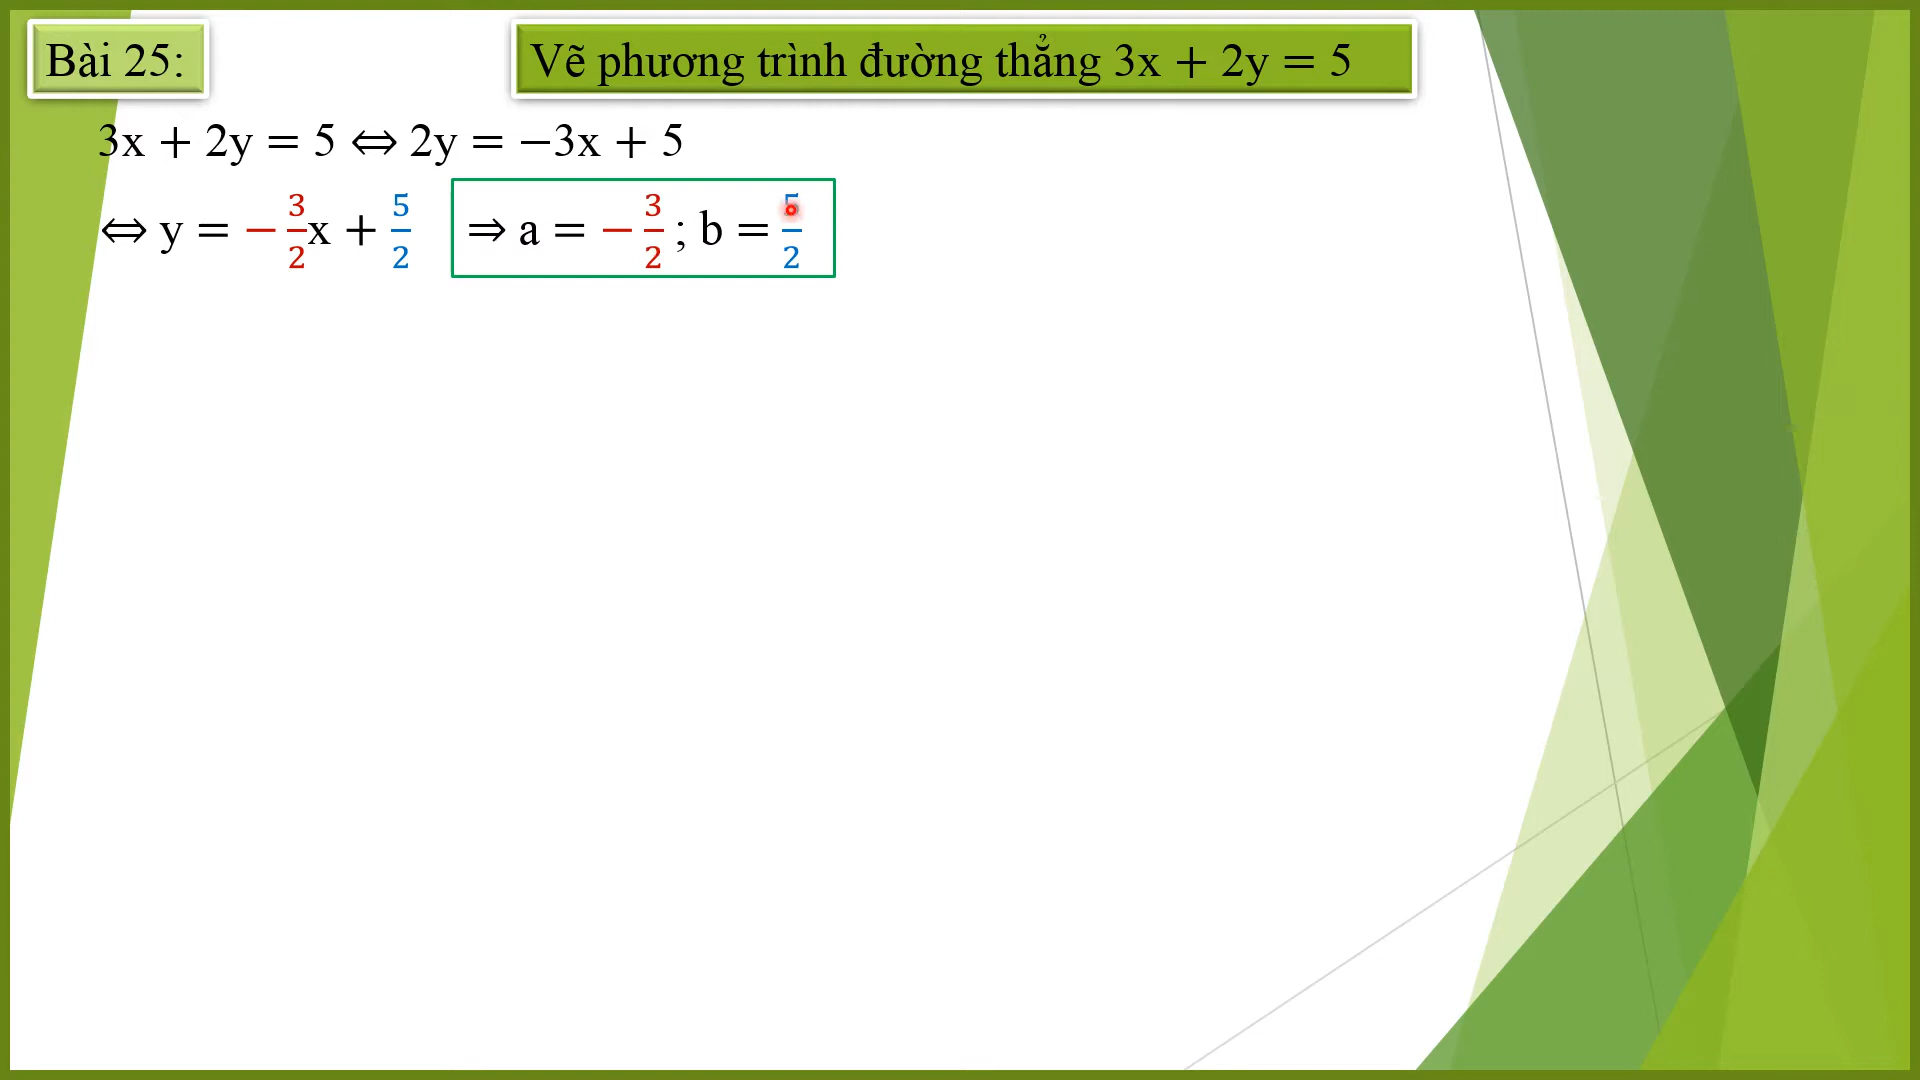 Bài 25:
Vẽ phương trình đường thẳng 3x + 2y = 5
3x + 2y = 5 ⇔ 2y = −3x + 5
⇔ y = −3/2x + 5/2 ⇒ a = −3/2 ; b = 5/2